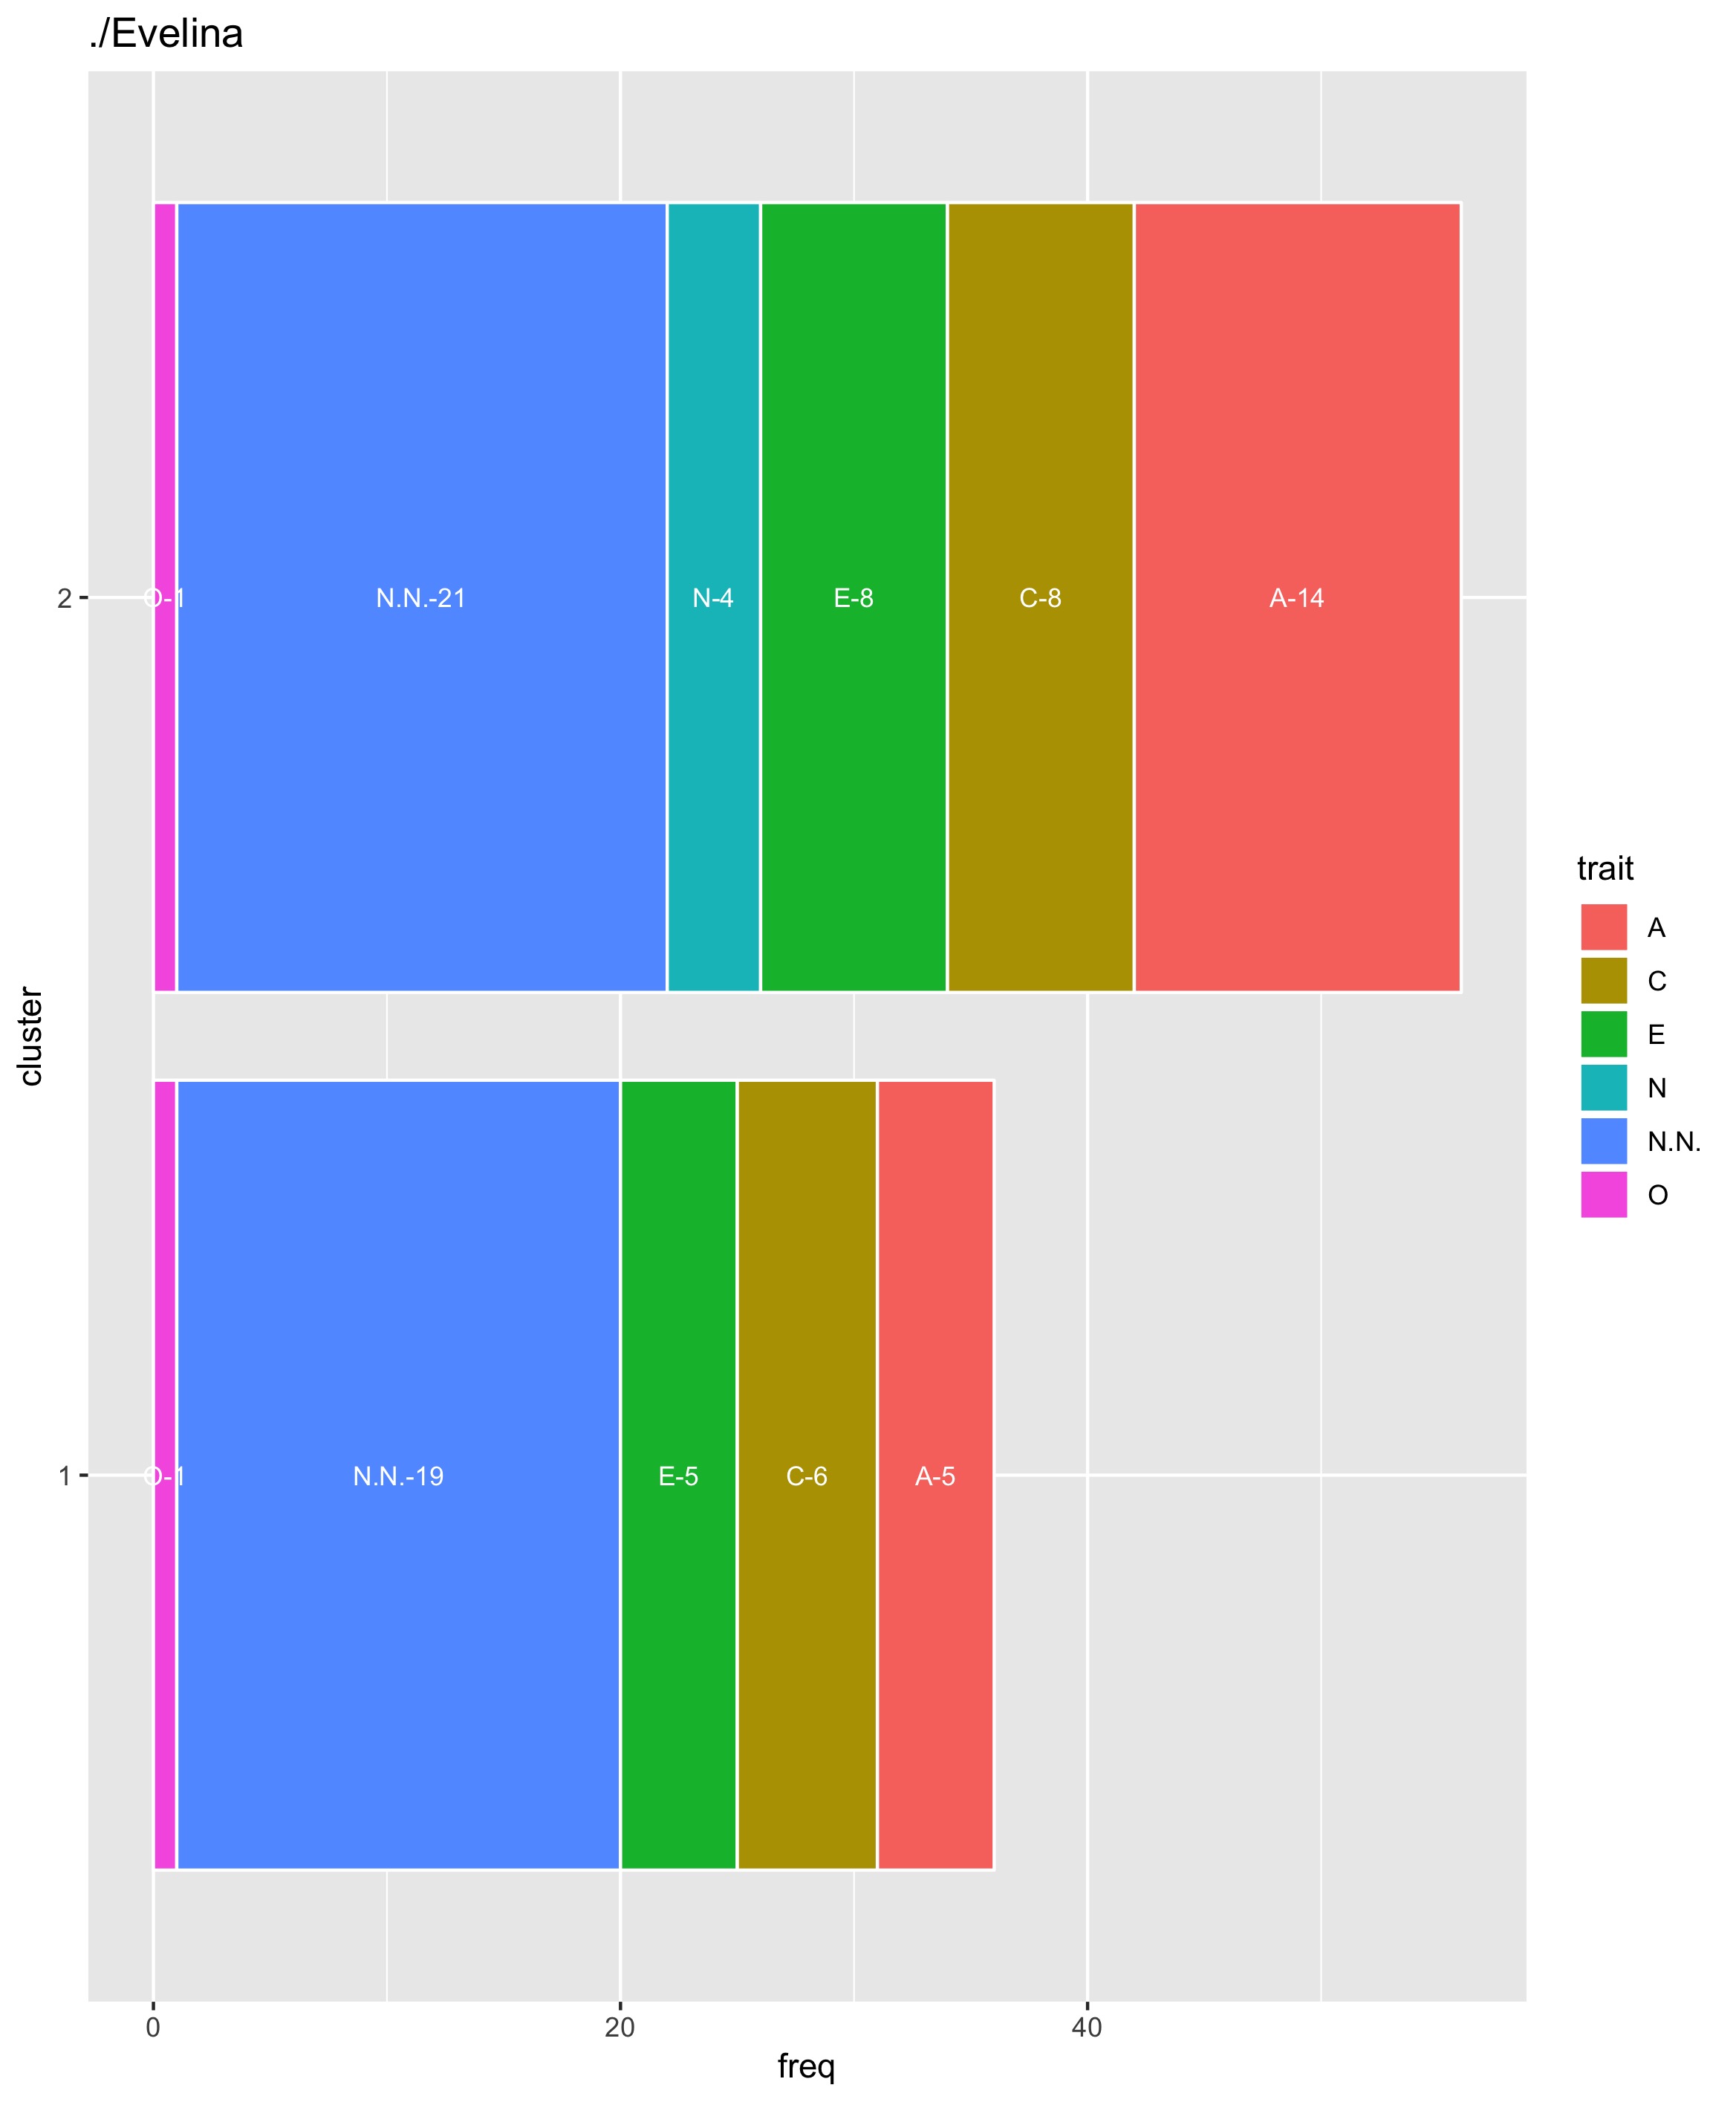 ./Evelina
cluster
2
O-1
N.N.-21
N-4
E-8
C-8
A-14
1
O-1
N.N.-19
E-5
C-6
A-5
0
20
40
freq
trait
A
C
E
N
N.N.
O